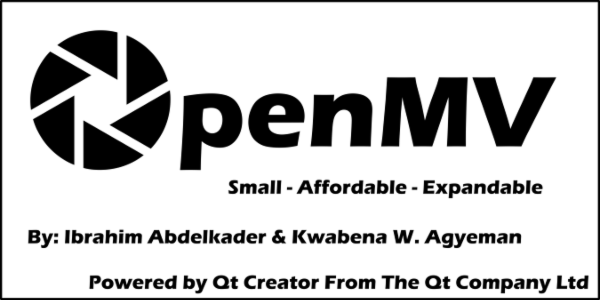 OpenMV
Small - Affordable - Expandable
By: Ibrahim Abdelkader & Kwabena W. Agyeman
Powered by Qt Creator From The Qt Company Ltd